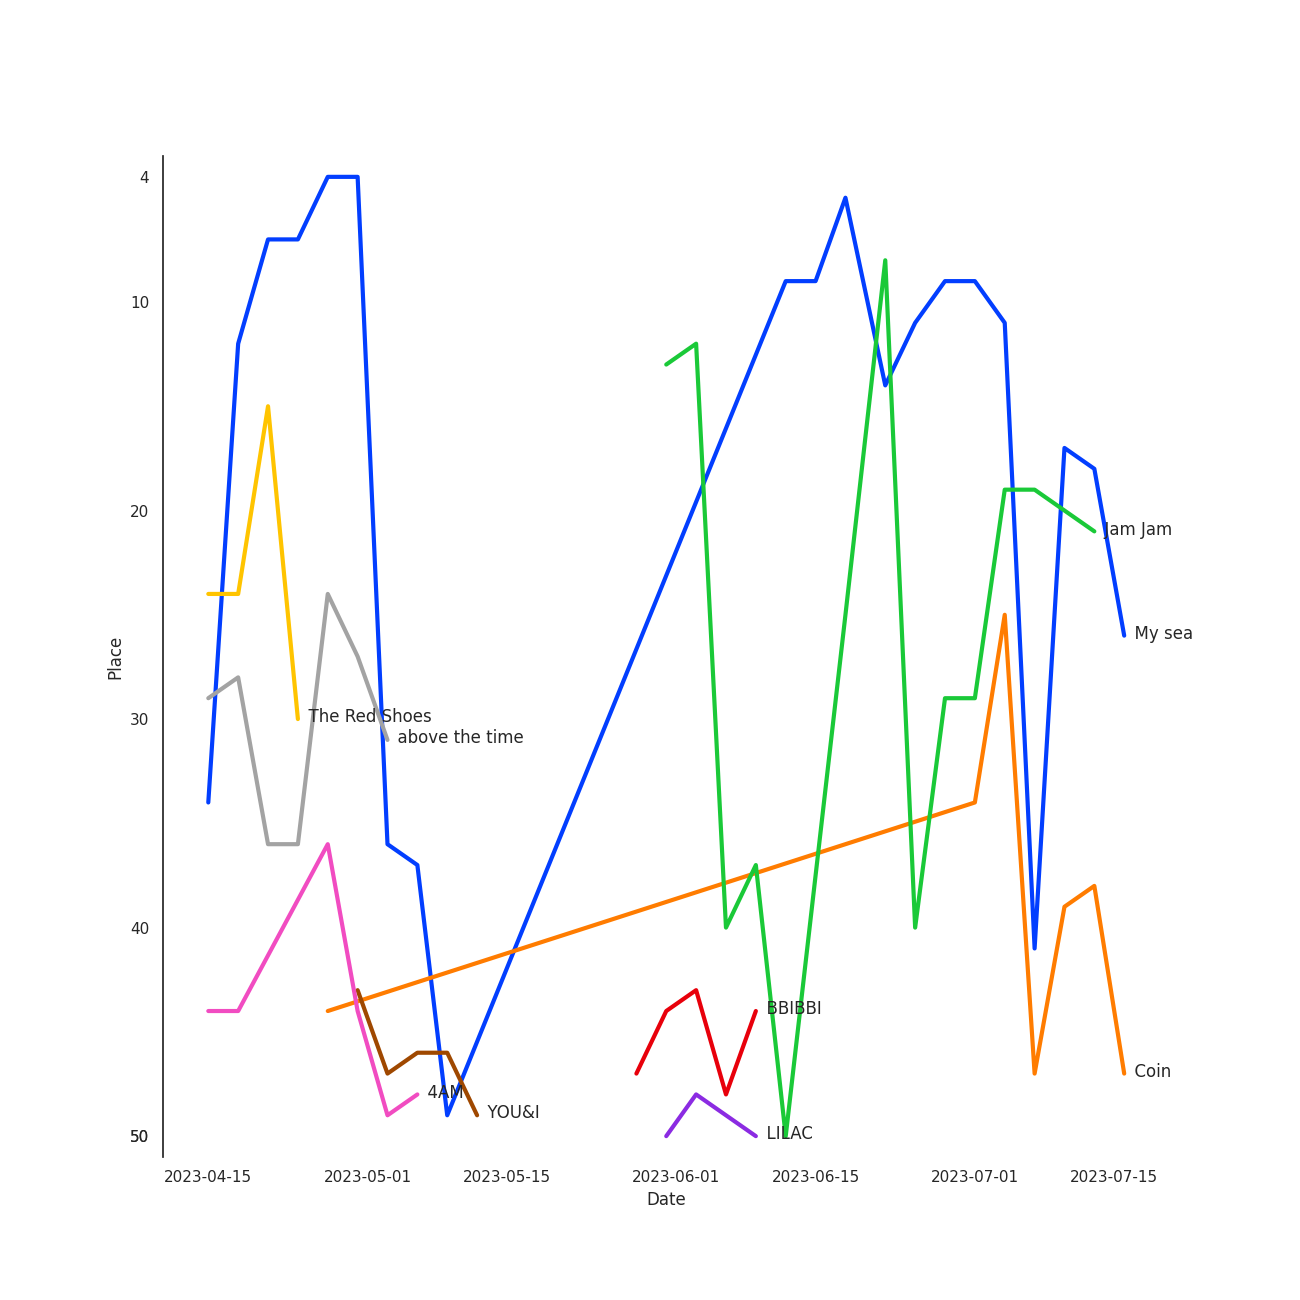 4
10
20
30
40
50
Place
Jam Jam
My sea
The Red Shoes
above the time
BBIBBI
Coin
4AM
YOU&I
LILAC
2023-04-15 2023-05-01 2023-05-15 2023-06-01 2023-06-15 2023-07-01 2023-07-15
Date